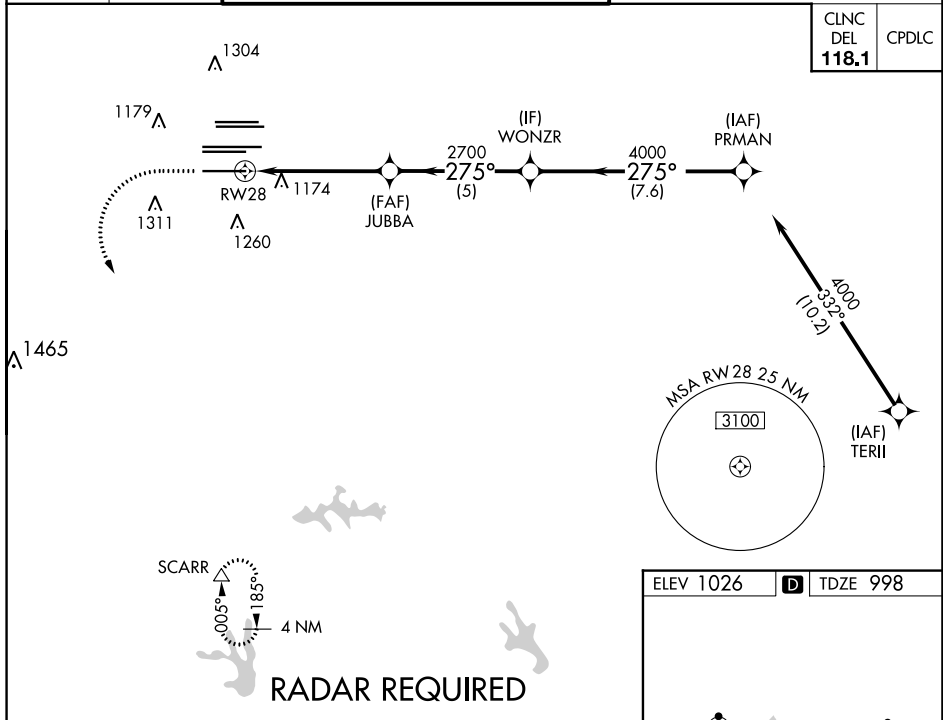 CLNC
DEL
118.1
CPDLC
1304
1179
(IF)
WONZR
(IAF)
PRMAN
2700
275°
(5)
4000
275°
(7.6)
RW28
1174
(FAF)
JUBBA
1311
1260
4000
332°
(10.2)
1465
MSA RW 28 25 NM
3100
(IAF)
TERII
SCARR
005°
185°
4 NM
ELEV 1026
D
TDZE 998
RADAR REQUIRED